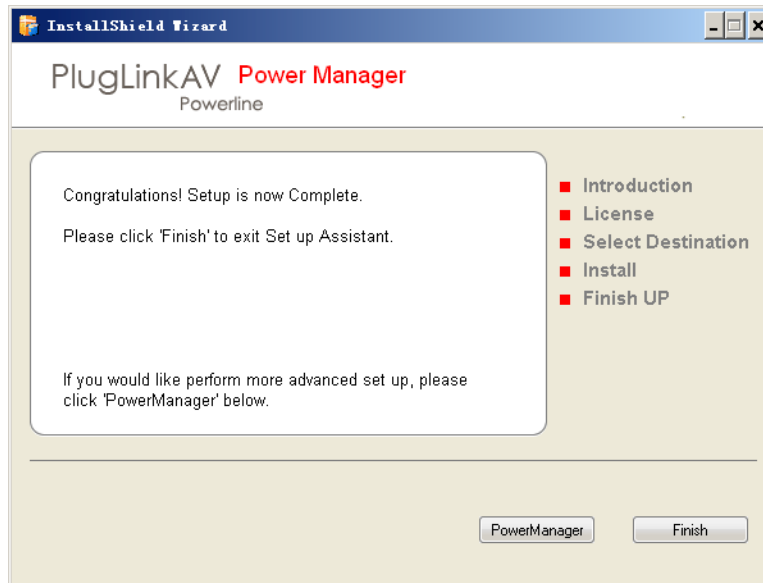 InstallShield Wizard
PlugLinkAV Power Manager
Powerline
Congratulations! Setup is now Complete.
Please click 'Finish' to exit Set up Assistant.
If you would like perform more advanced set up, please
click 'PowerManager' below.
Introduction
License
Select Destination
Install
Finish UP
PowerManager
Finish